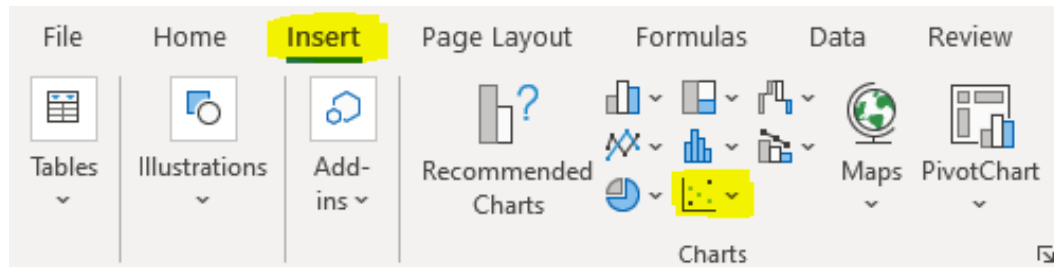 File Home Insert Page Layout Formulas Data Review
?
Tables Illustrations Add-
ins Recommended
Charts Maps PivotChart
Charts